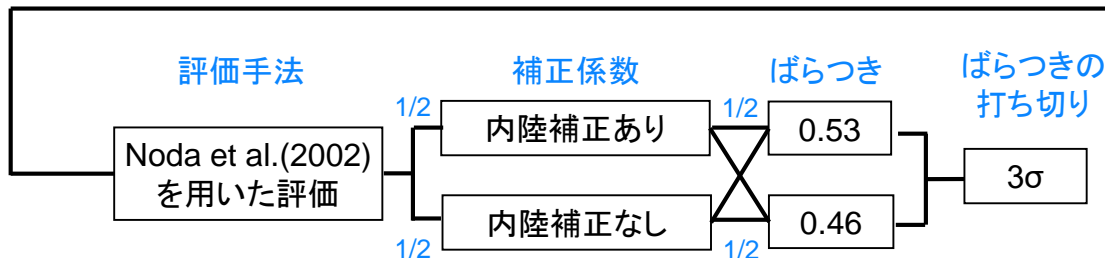 評価手法
補正係数
ばらつき
ばらつきの
打ち切り
1/2
内陸補正あり
1/2
0.53
Noda et al.(2002)
を用いた評価
3σ
1/2
内陸補正なし
1/2
0.46